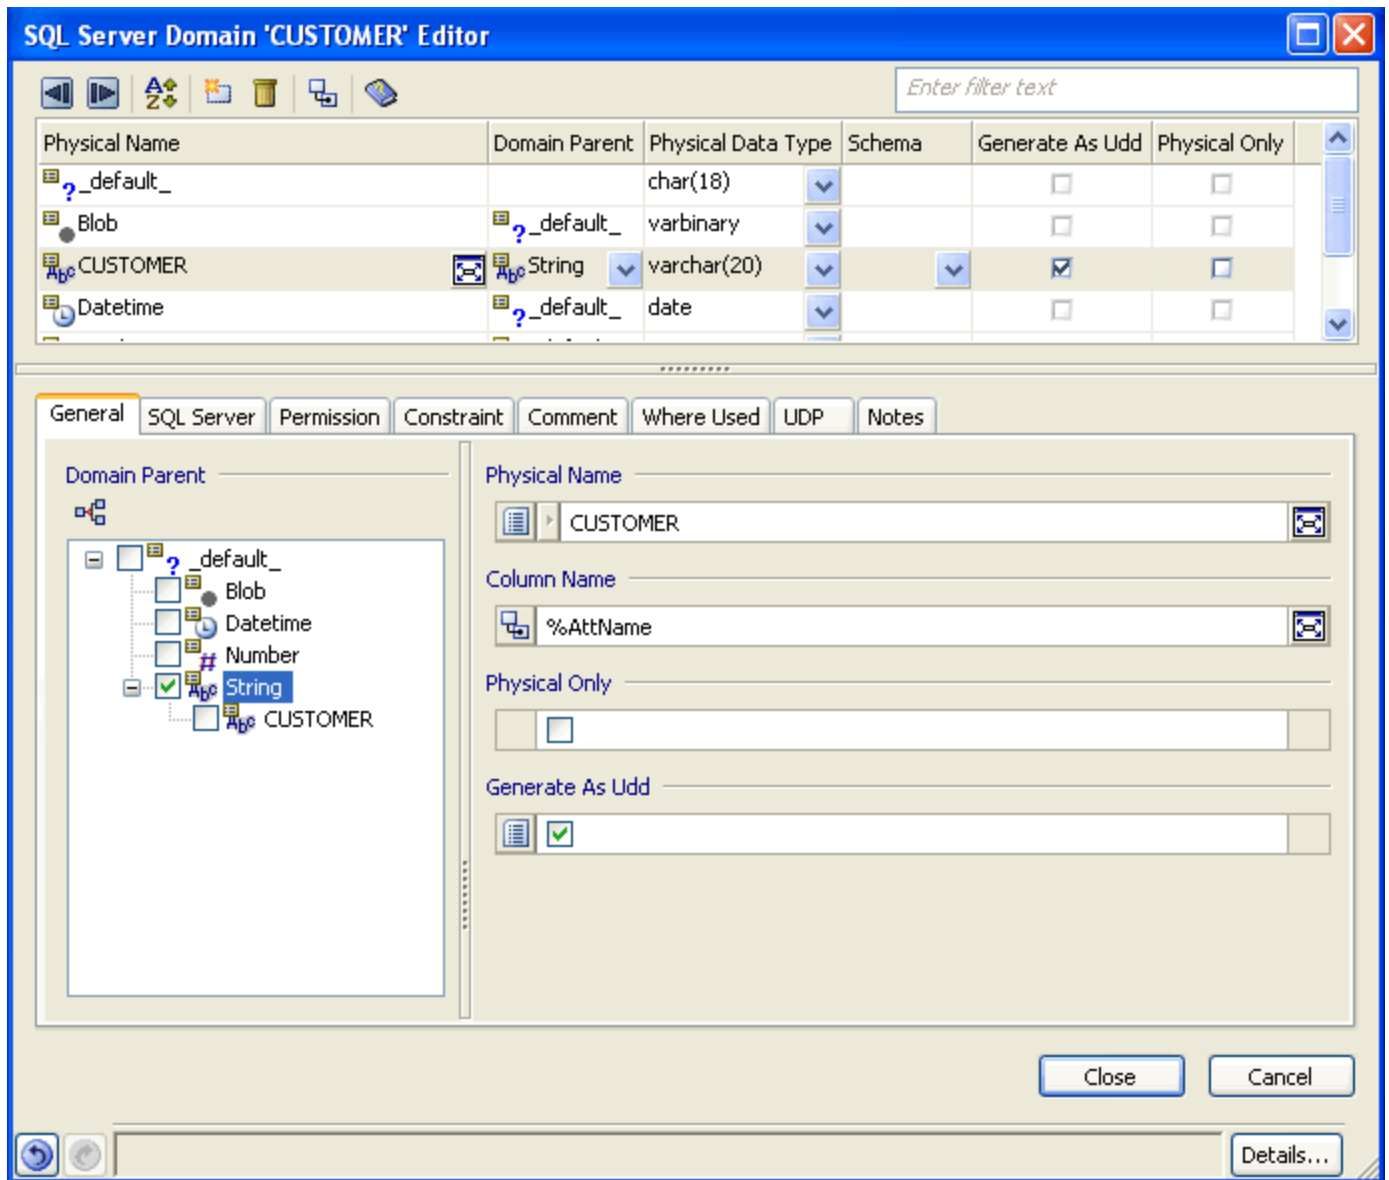 SQL Server Domain 'CUSTOMER' Editor
Enter filter text
Physical Name Domain Parent Physical Data Type Schema Generate As Udd Physical Only
_default_ char(18)
Blob _default_ varbinary
CUSTOMER String varchar(20)
Datetime _default_ date
General SQL Server Permission Constraint Comment Where Used UDP Notes
Domain Parent
_default_
Blob
Datetime
Number
String
CUSTOMER
Physical Name
CUSTOMER
Column Name
%AttName
Physical Only
Generate As Udd
Close Cancel
Details...